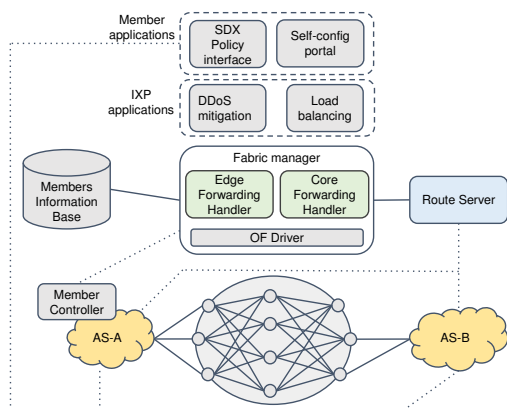 Member
applications
SDX
Policy
interface
Self-config
portal
IXP
applications
DDoS
mitigation
Load
balancing
Fabric manager
Edge
Forwarding
Handler
Core
Forwarding
Handler
OF Driver
Members
Information
Base
Route Server
Member
Controller
AS-A
AS-B